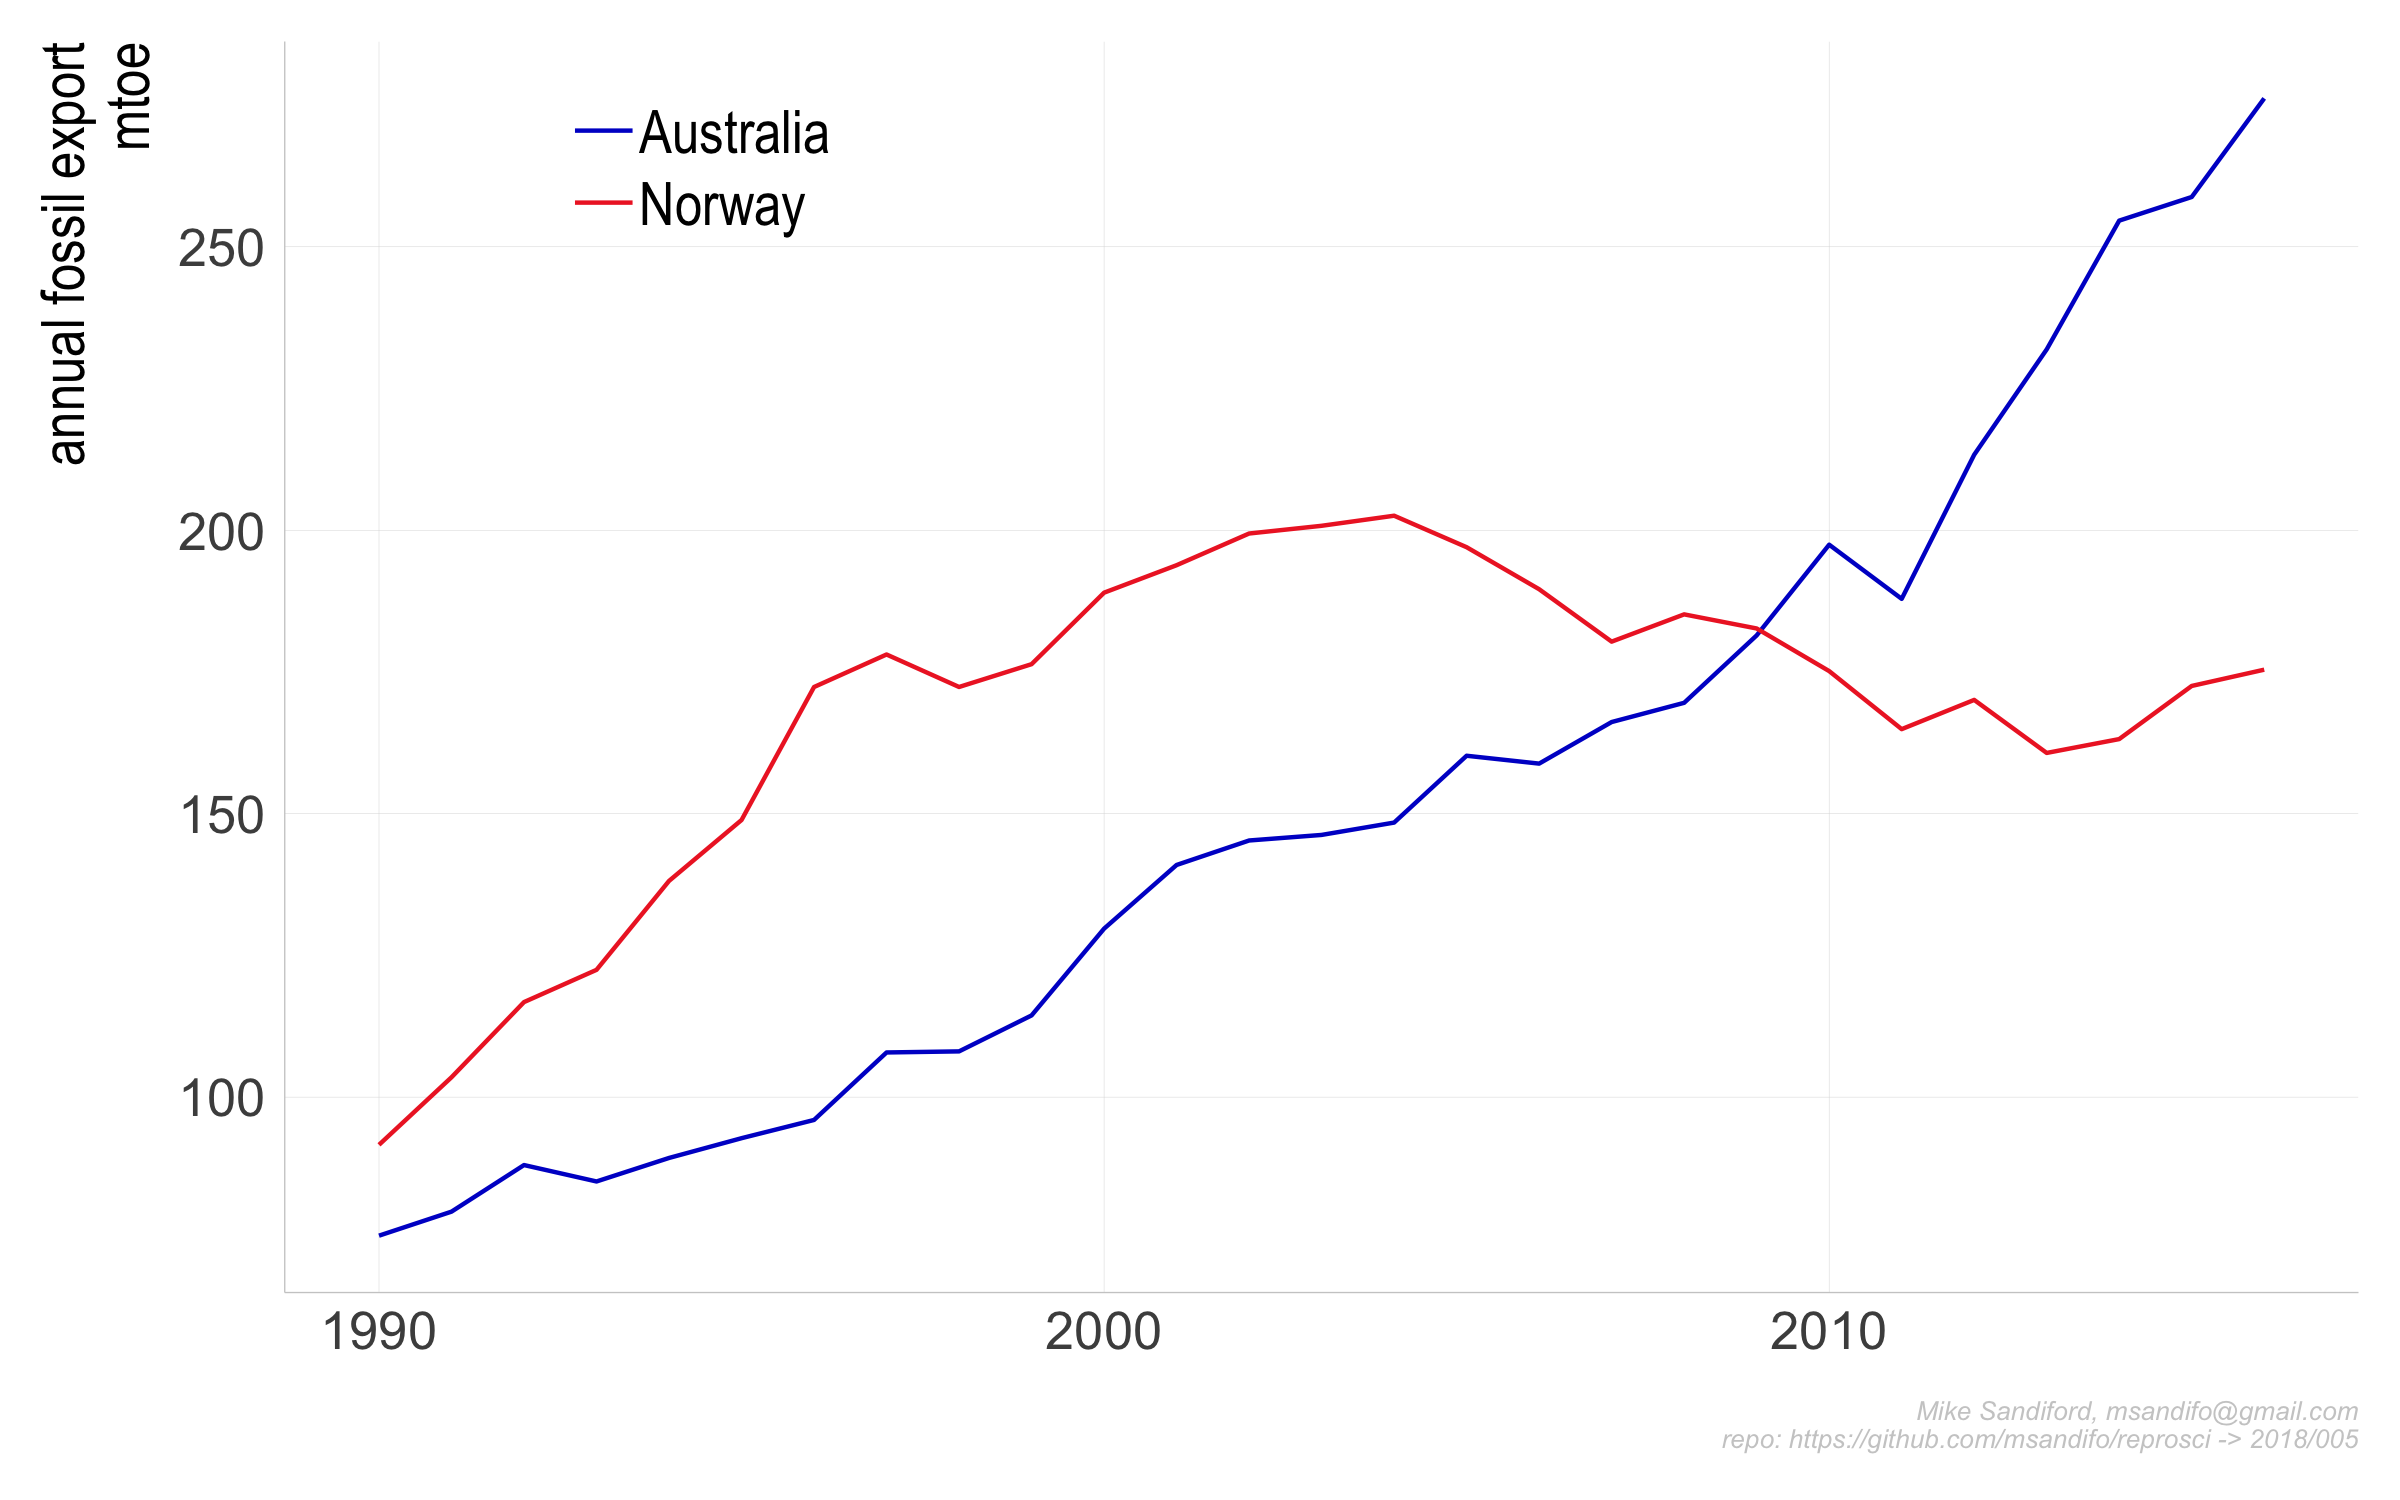 annual fossil export
mtoe
Australia
Norway
250
200
150
100
1990
2000
2010
Mike Sandiford, msandifo@gmail.com
repo: https://github.com/msandifo/reprosci -> 2018/005